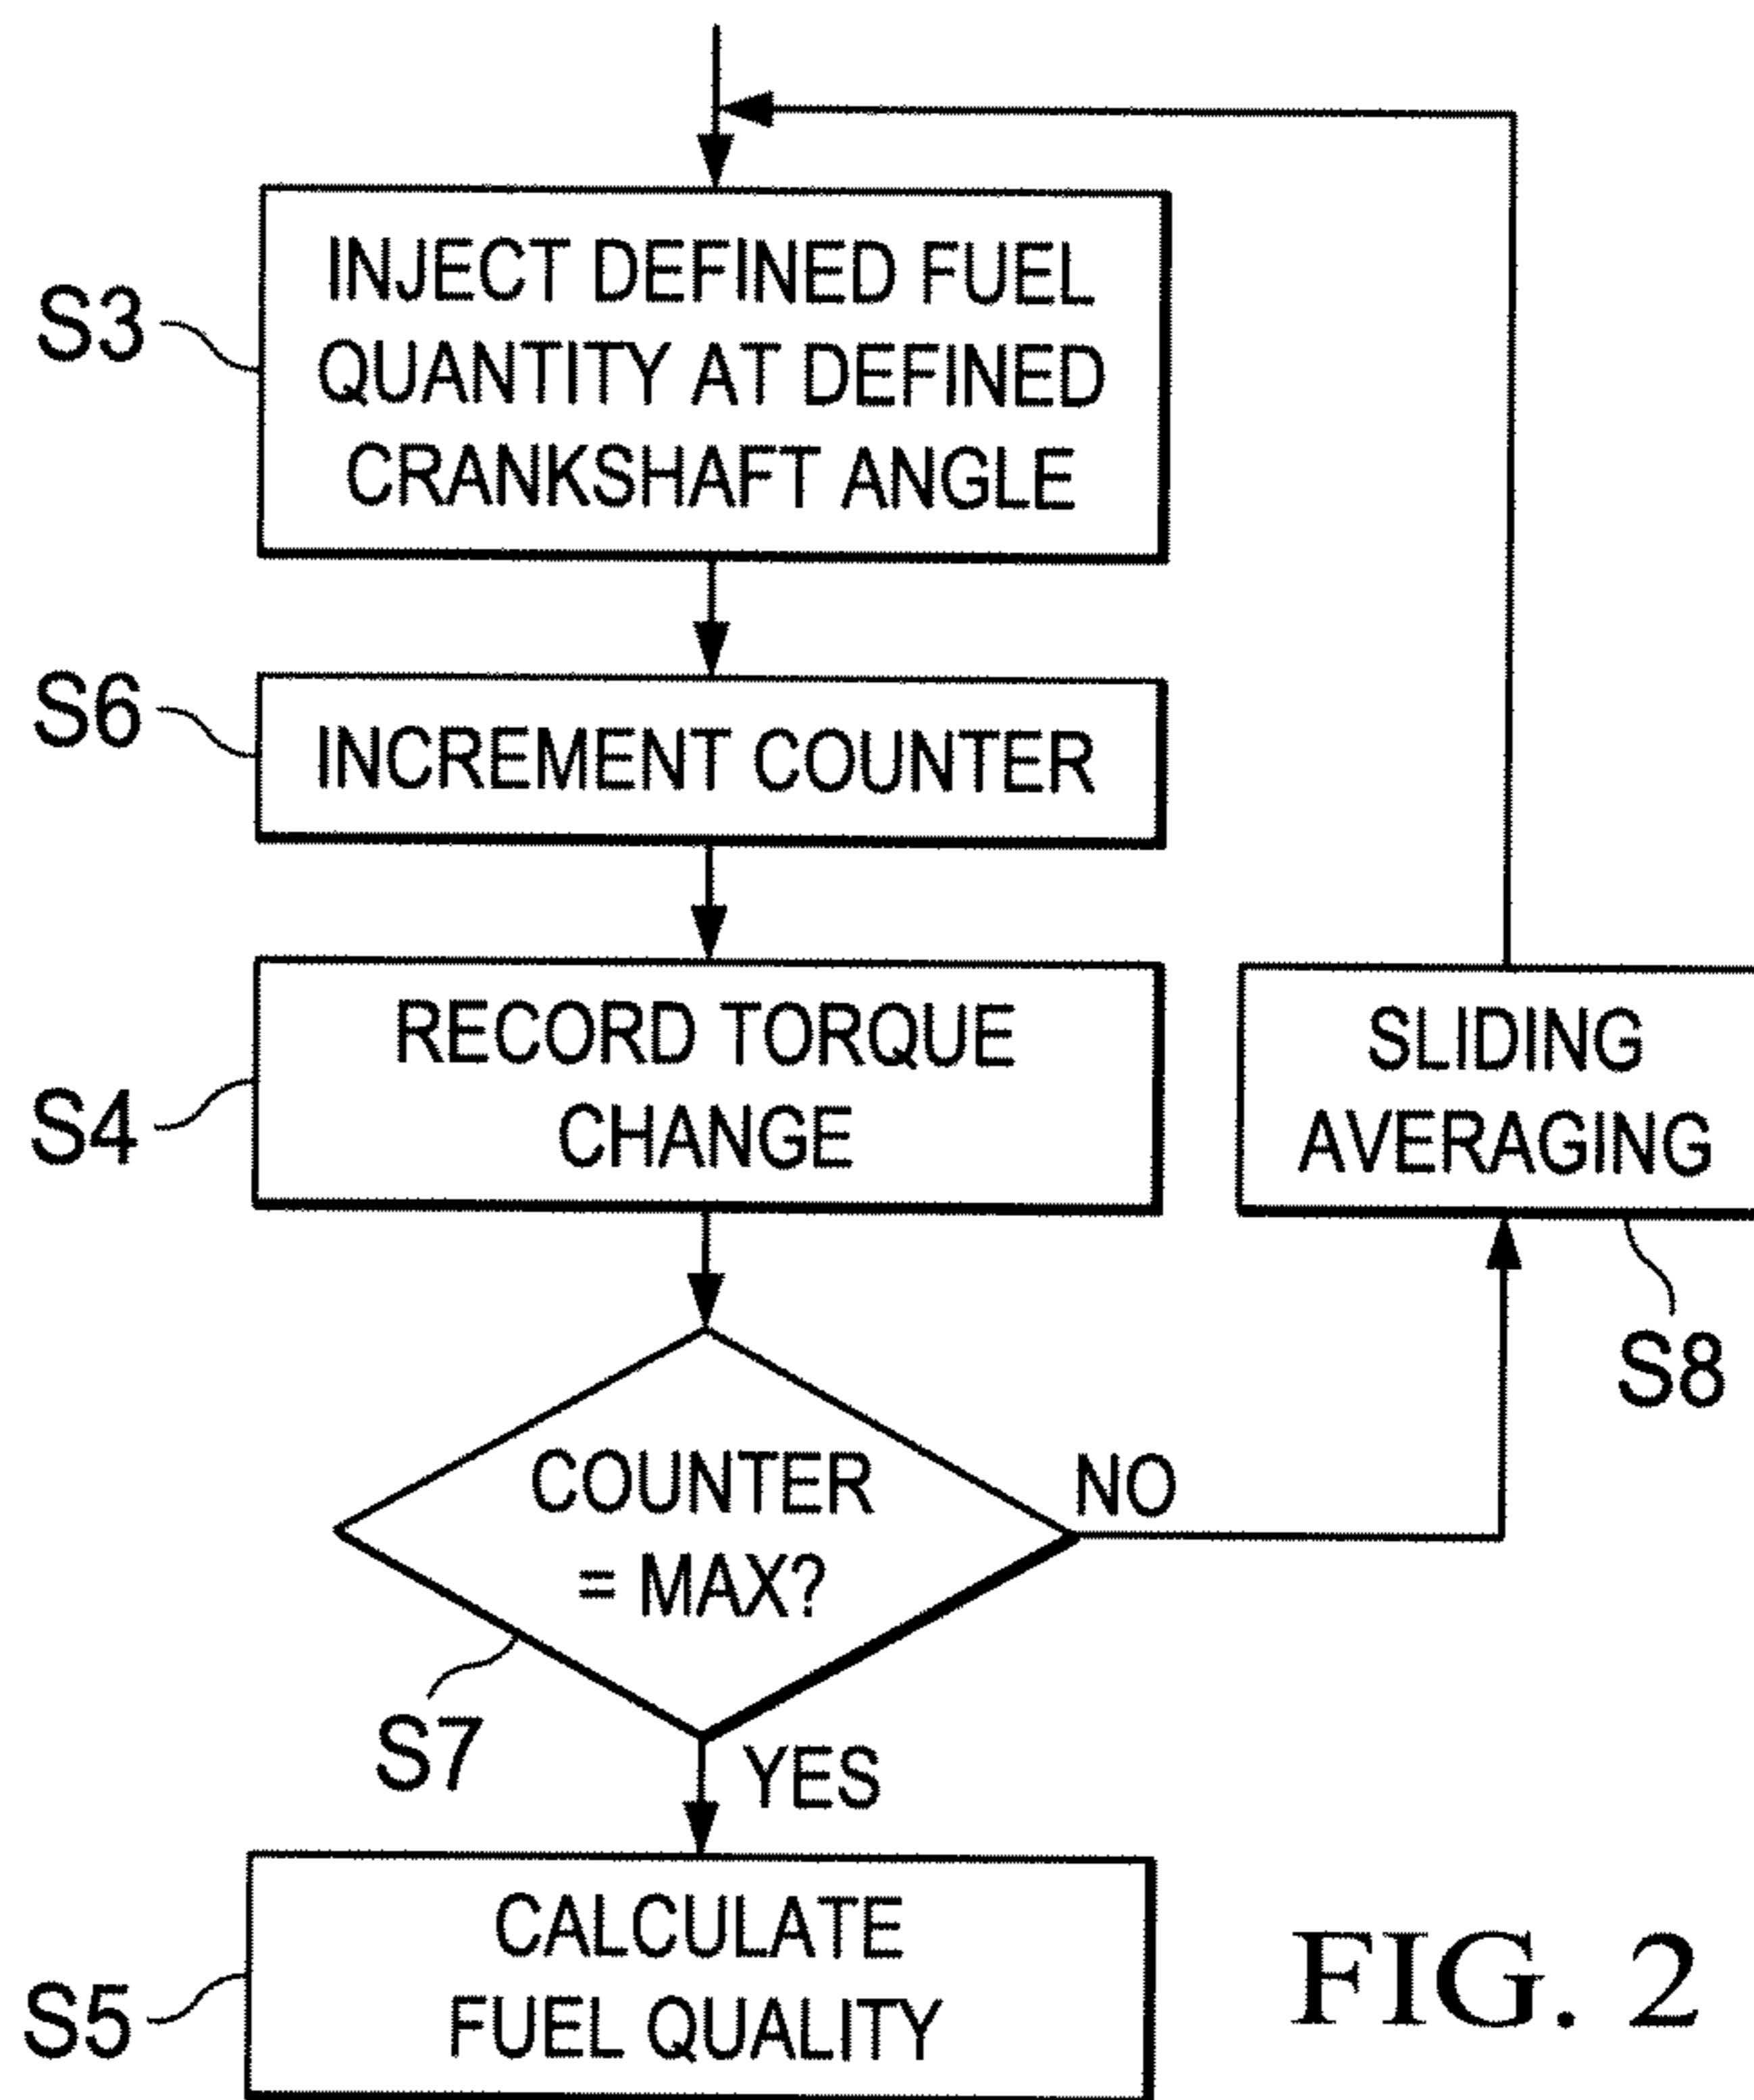 S3
INJECT DEFINED FUEL
QUANTITY AT DEFINED
CRANKSHAFT ANGLE
S6
INCREMENT COUNTER
S4
RECORD TORQUE
CHANGE
SLIDING
AVERAGING
S8
COUNTER
= MAX?
NO
S7
YES
S5
CALCULATE
FUEL QUALITY
FIG. 2